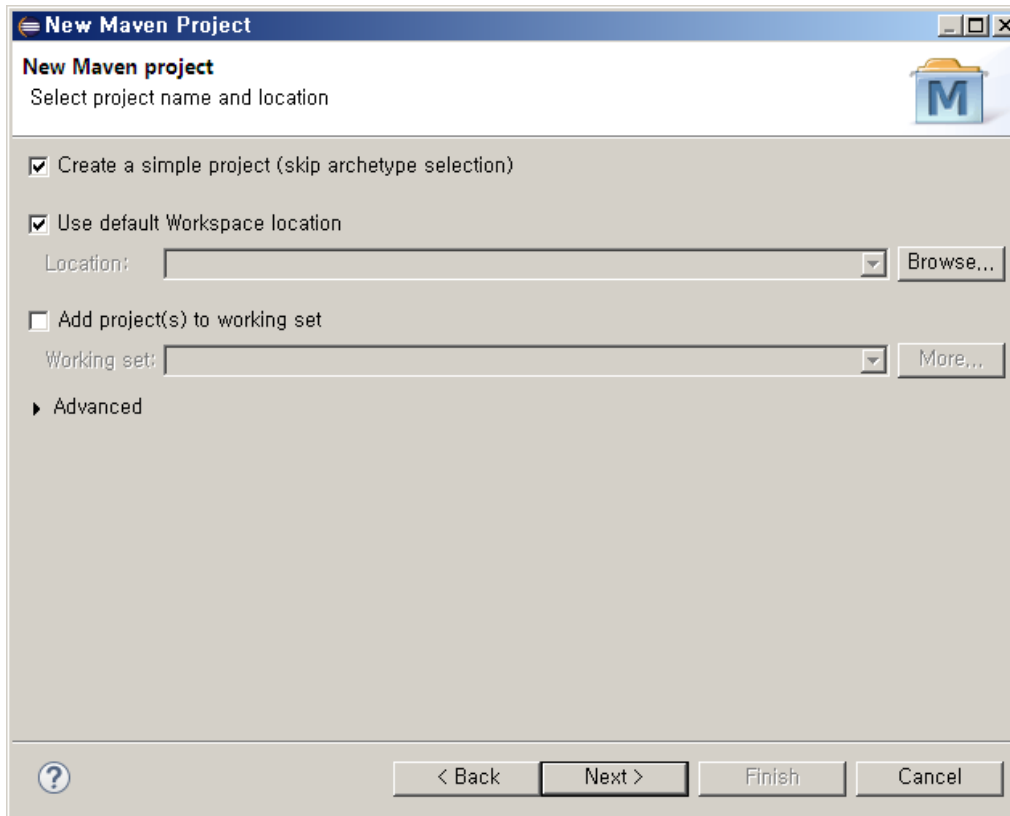 New Maven Project
New Maven project
Select project name and location
M
Create a simple project (skip archetype selection)
Use default Workspace location
Location:
Browse...
Add project(s) to working set
Working set:
More...
Advanced
?
< Back
Next >
Finish
Cancel